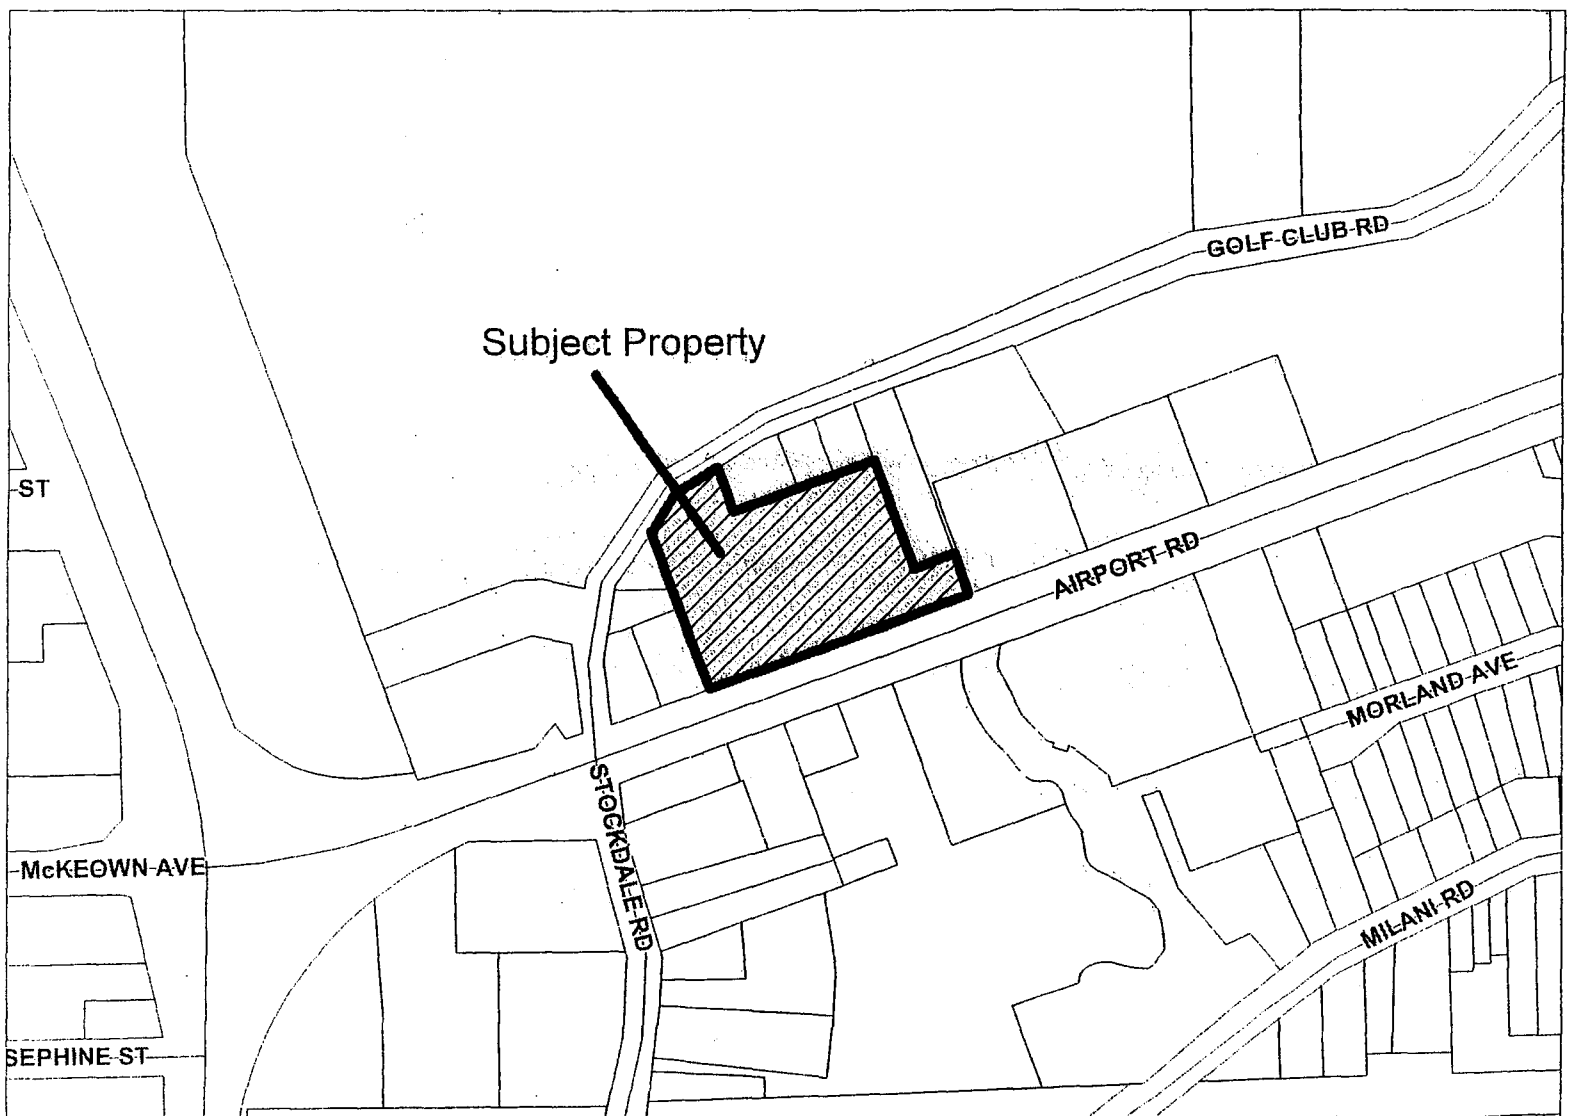 GOLF CLUB RD
Subject Property
ST
AIRPORT RD
MORLAND AVE
STOCKDALE RD
McKEOWN AVE
MILANI RD
SEPHINE ST